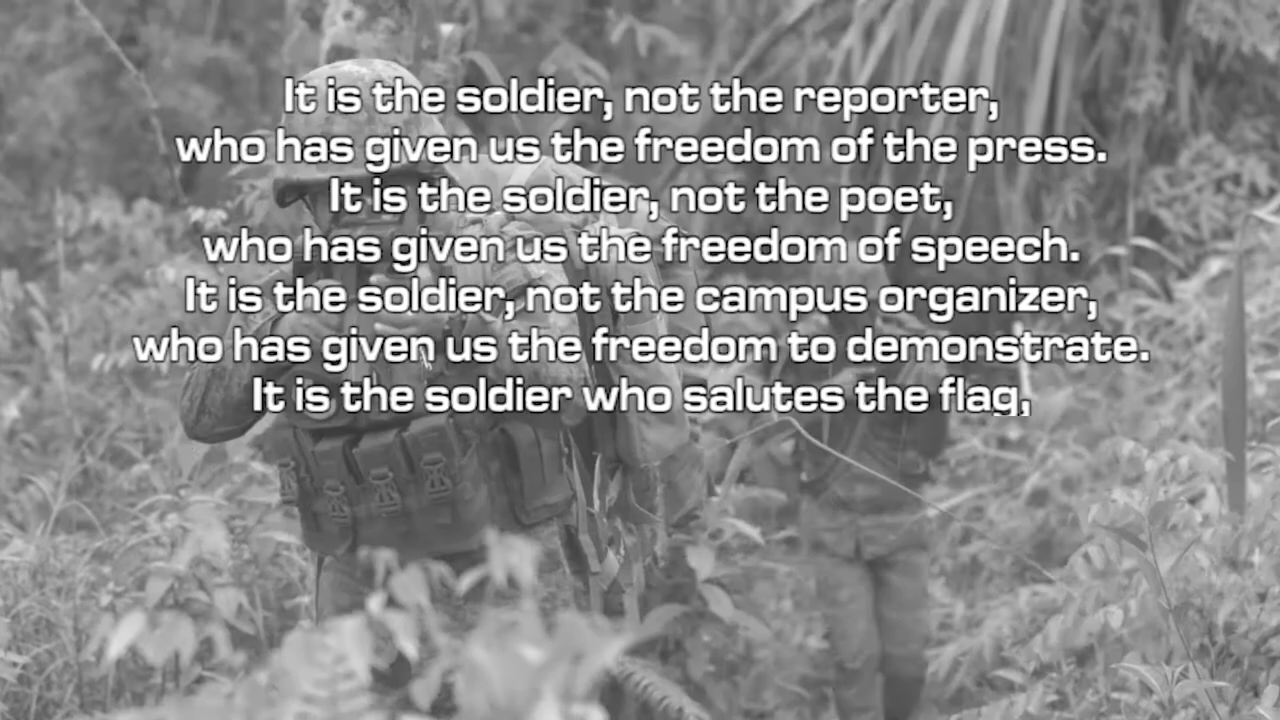 It is the soldier, not the reporter,
who has given us the freedom of the press.
It is the soldier, not the poet,
who has given us the freedom of speech.
It is the soldier, not the campus organizer,
who has given us the freedom to demonstrate.
It is the soldier who salutes the flag,